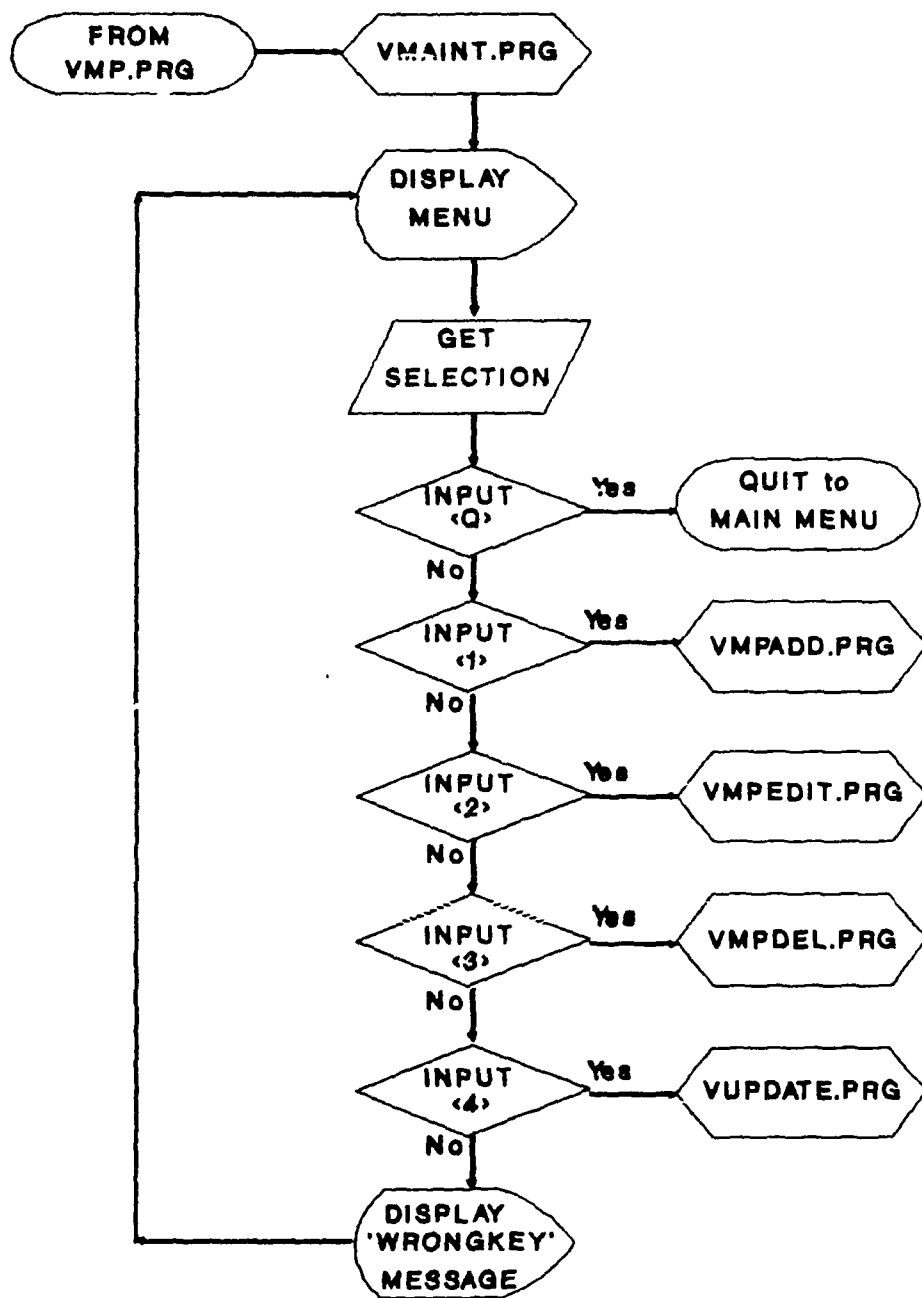 FROM
VMP.PRG
VMAINT.PRG
DISPLAY
MENU
GET
SELECTION
INPUT
<Q>
Yes
QUIT to
MAIN MENU
No
INPUT
<1>
Yes
VMPADD.PRG
No
INPUT
<2>
Yes
VMPEDIT.PRG
No
INPUT
<3>
Yes
VMPDEL.PRG
No
INPUT
<4>
Yes
VUPDATE.PRG
No
DISPLAY
'WRONGKEY'
MESSAGE